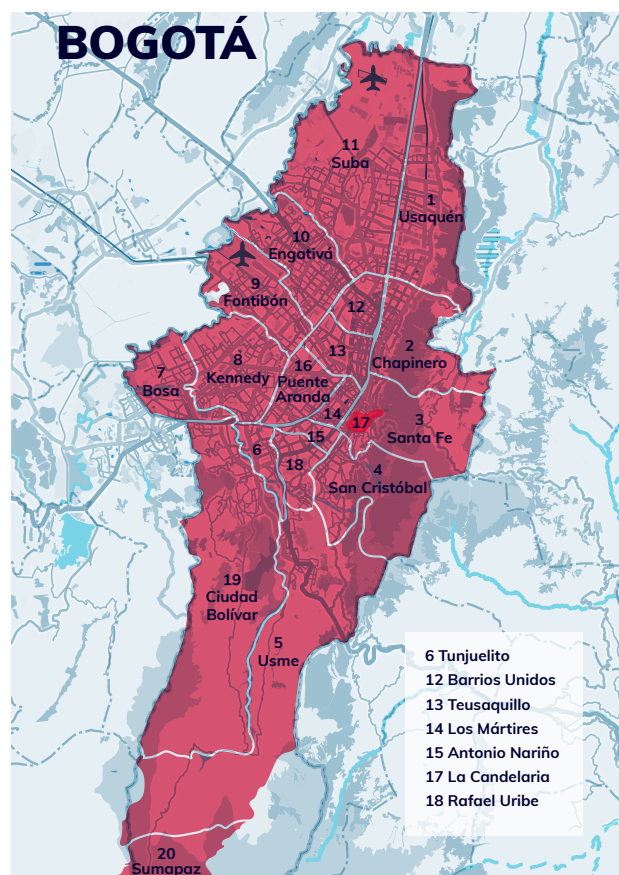 BOGOTÁ
11
Suba
1
Usaquén
10
Engativá
9
Fontibón
12
2
Chapinero
13
8
Kennedy
16
Puente
Aranda
7
Bosa
14
17
3
Santa Fe
15
6
18
4
San Cristóbal
19
Ciudad
Bolívar
5
Usme
20
Sumapaz
6 Tunjuelito
12 Barrios Unidos
13 Teusaquillo
14 Los Mártires
15 Antonio Nariño
17 La Candelaria
18 Rafael Uribe